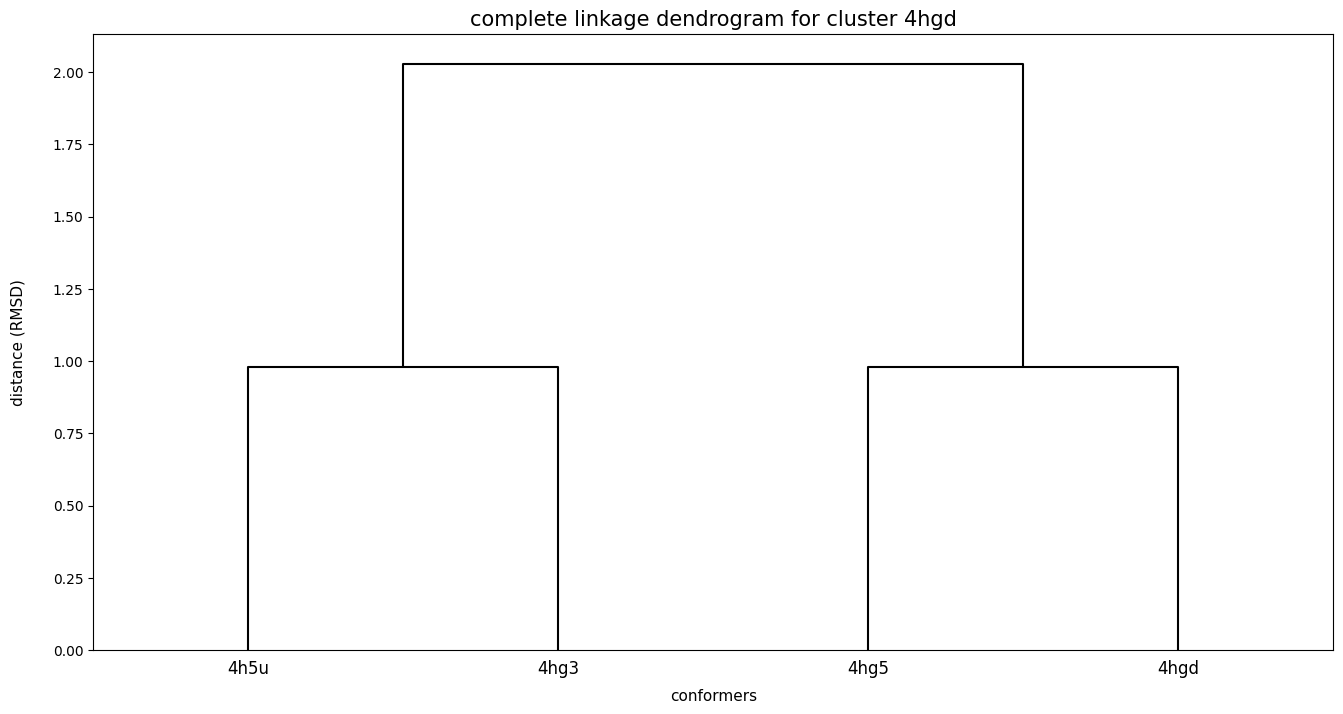 complete linkage dendrogram for cluster 4hgd
2.00
1.75
1.50
1.25
1.00
0.75
0.50
0.25
0.00
distance (RMSD)
4h5u 4hg3 4hg5 4hgd
conformers